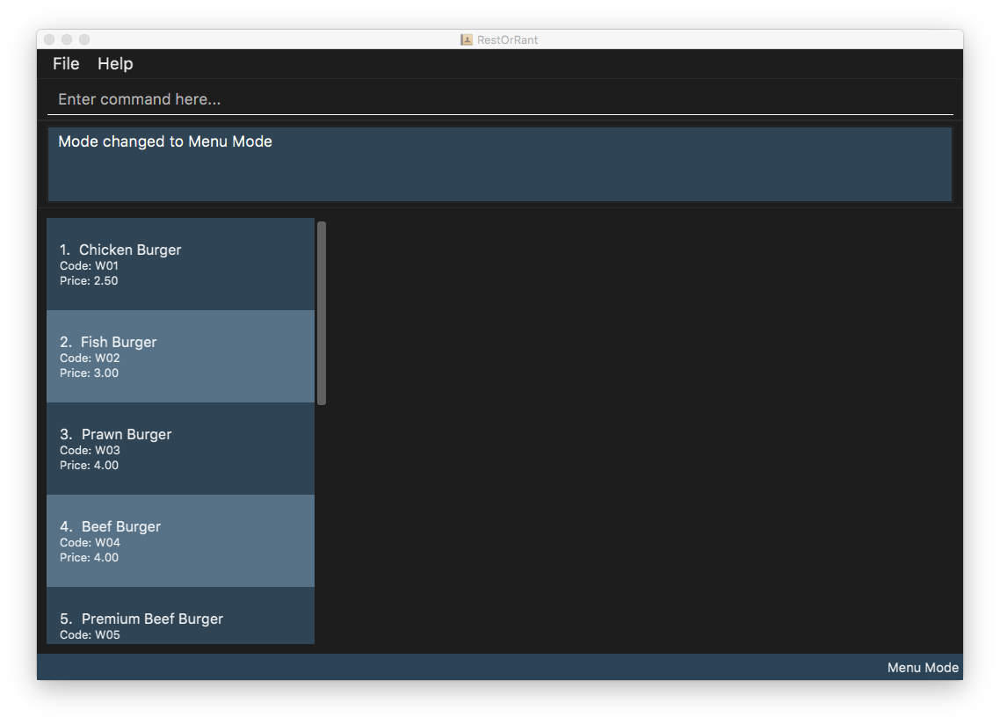 RestOrRant
File Help
Enter command here...
Mode changed to Menu Mode
1. Chicken Burger
Code: W01
Price: 2.50
2. Fish Burger
Code: W02
Price: 3.00
3. Prawn Burger
Code: W03
Price: 4.00
4. Beef Burger
Code: W04
Price: 4.00
5. Premium Beef Burger
Code: W05
Menu Mode